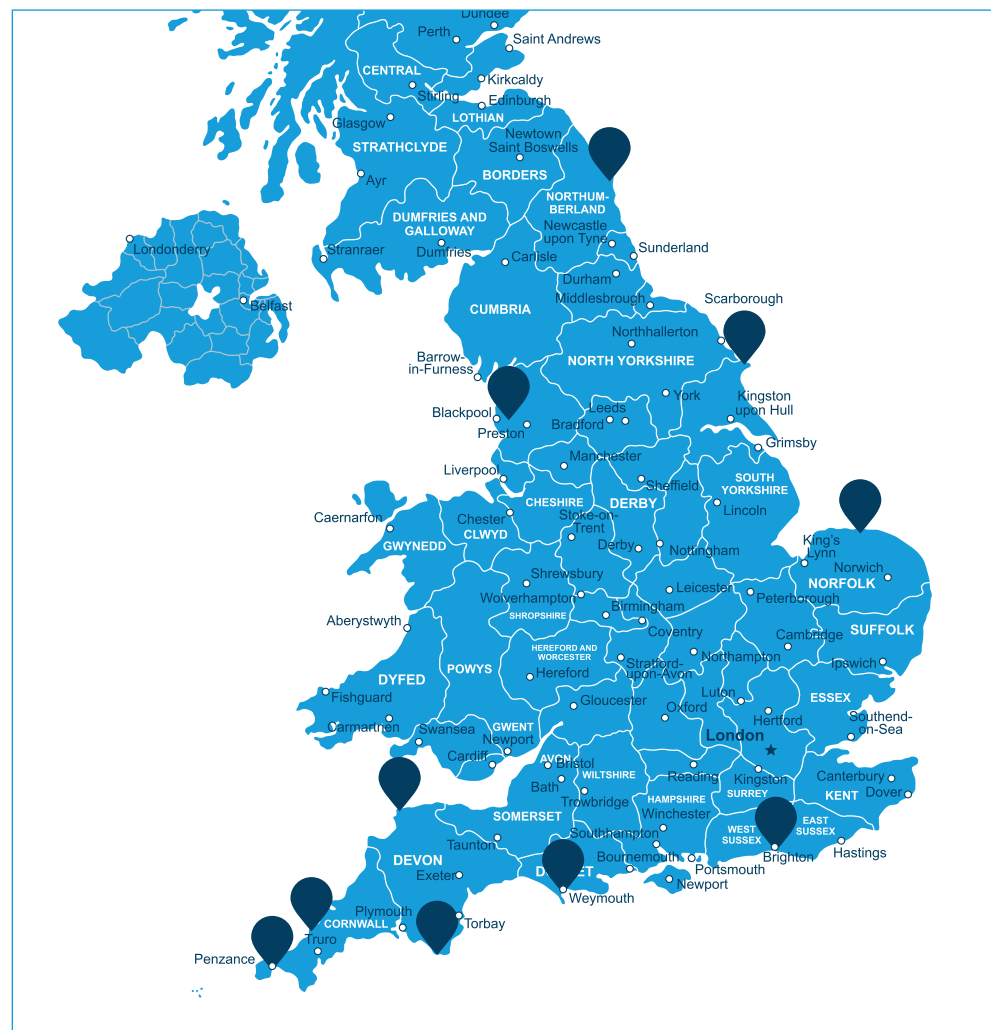 Dundee
Perth
Saint Andrews
CENTRAL
Kirkcaldy
Stirling
Edinburgh
LOTHIAN
Glasgow
Newtown
Saint Boswells
STRATHCLYDE
BORDERS
Ayr
NORTHUM-
BERLAND
DUMFRIES AND
GALLOWAY
Newcastle
upon Tyne
Londonderry
Stranraer
Dumfries
Carlisle
Sunderland
Durham
Belfast
Middlesbrough
Scarborough
CUMBRIA
Northhallerton
NORTH YORKSHIRE
Barrow-
in-Furness
York
Kingston
upon Hull
Blackpool
Leeds
Preston
Bradford
Grimsby
Manchester
Liverpool
Sheffield
SOUTH
YORKSHIRE
CHESHIRE
DERBY
Lincoln
Caernarfon
Chester
Stoke-on-
Trent
CLWYD
GWYNEDD
Derby
Nottingham
King's
Lynn
Norwich
Shrewsbury
NORFOLK
Wolverhampton
Leicester
Peterborough
Birmingham
SHROPSHIRE
Aberystwyth
Coventry
SUFFOLK
Cambridge
HEREFORD AND
WORCESTER
Northampton
POWYS
Stratford-
upon-Avon
Ipswich
Hereford
DYFED
Fishguard
Luton
ESSEX
Gloucester
Oxford
Hertford
Southend-
on-Sea
Carmarthen
Swansea
GWENT
Newport
London
Cardiff
AVON
Bristol
WILTSHIRE
Reading
Kingston
Canterbury
Bath
SURREY
Dover
KENT
Trowbridge
HAMPSHIRE
Winchester
SOMERSET
EAST
SUSSEX
WEST
SUSSEX
Southhampton
Taunton
Brighton
Hastings
DEVON
Bournemouth
Portsmouth
Exeter
Newport
Weymouth
Plymouth
Torbay
CORNWALL
Truro
Penzance